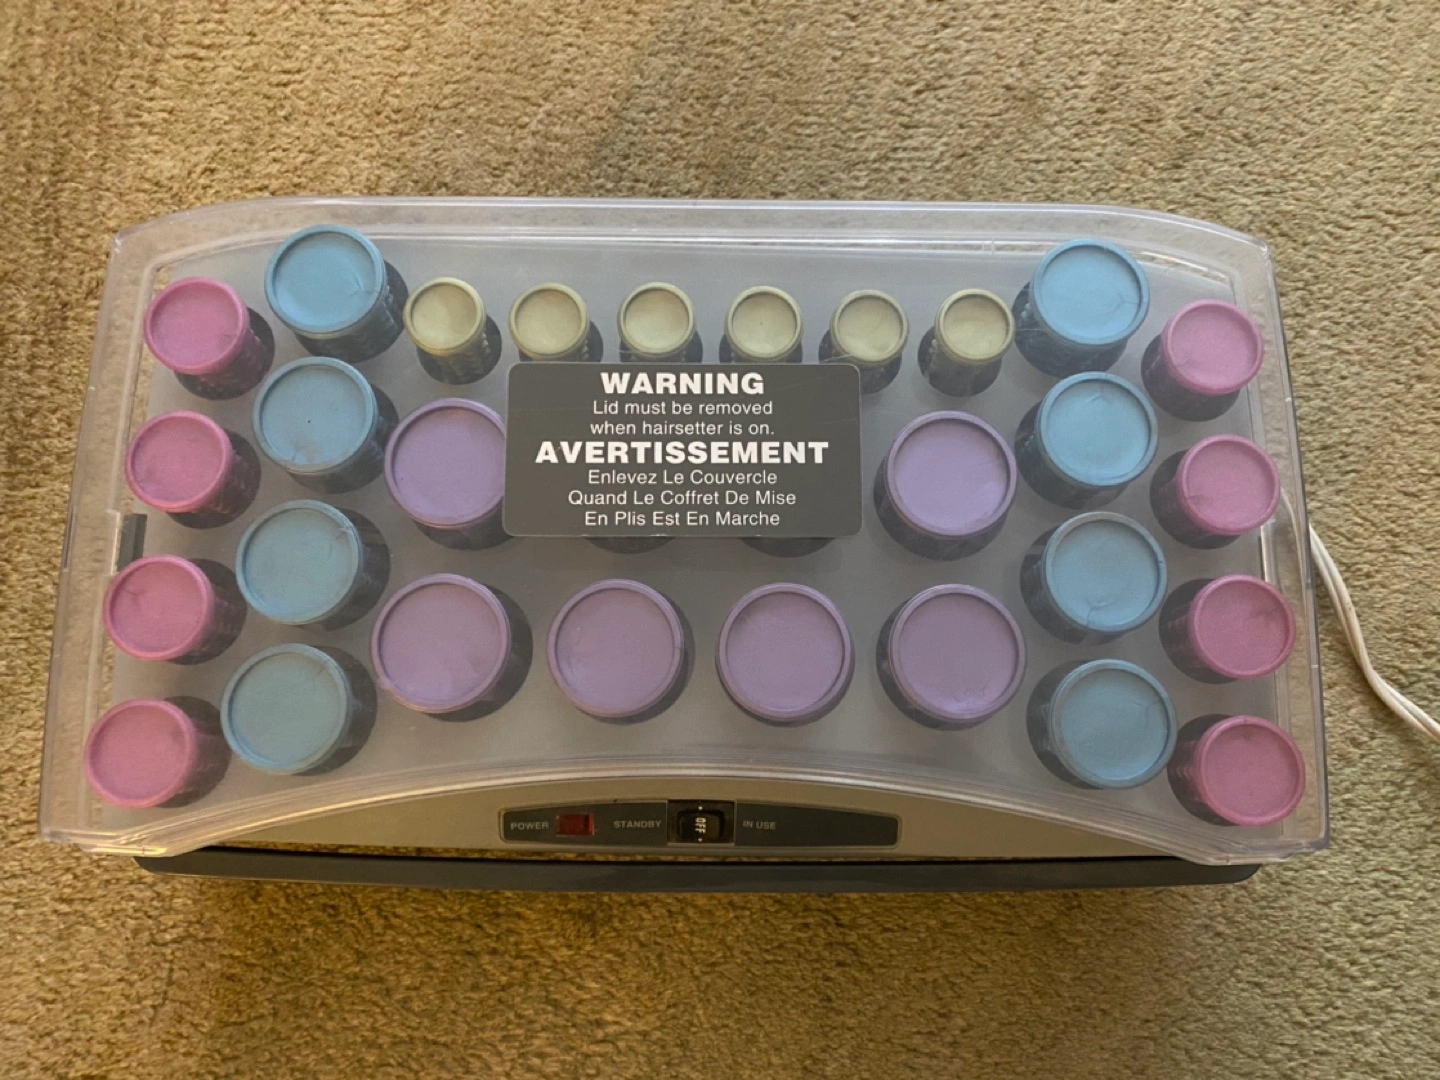 WARNING
Lid must be removed
when hairsetter is on.
AVERTISSEMENT
Enlevez Le Couvercle
Quand Le Coffret De Mise
En Plis Est En Marche
POWER STANDBY OFF IN USE